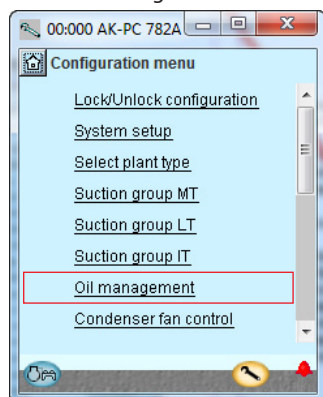 00:000 AK-PC 782A
Configuration menu
Lock/Unlock configuration
System setup
Select plant type
Suction group MT
Suction group LT
Suction group IT
Oil management
Condenser fan control